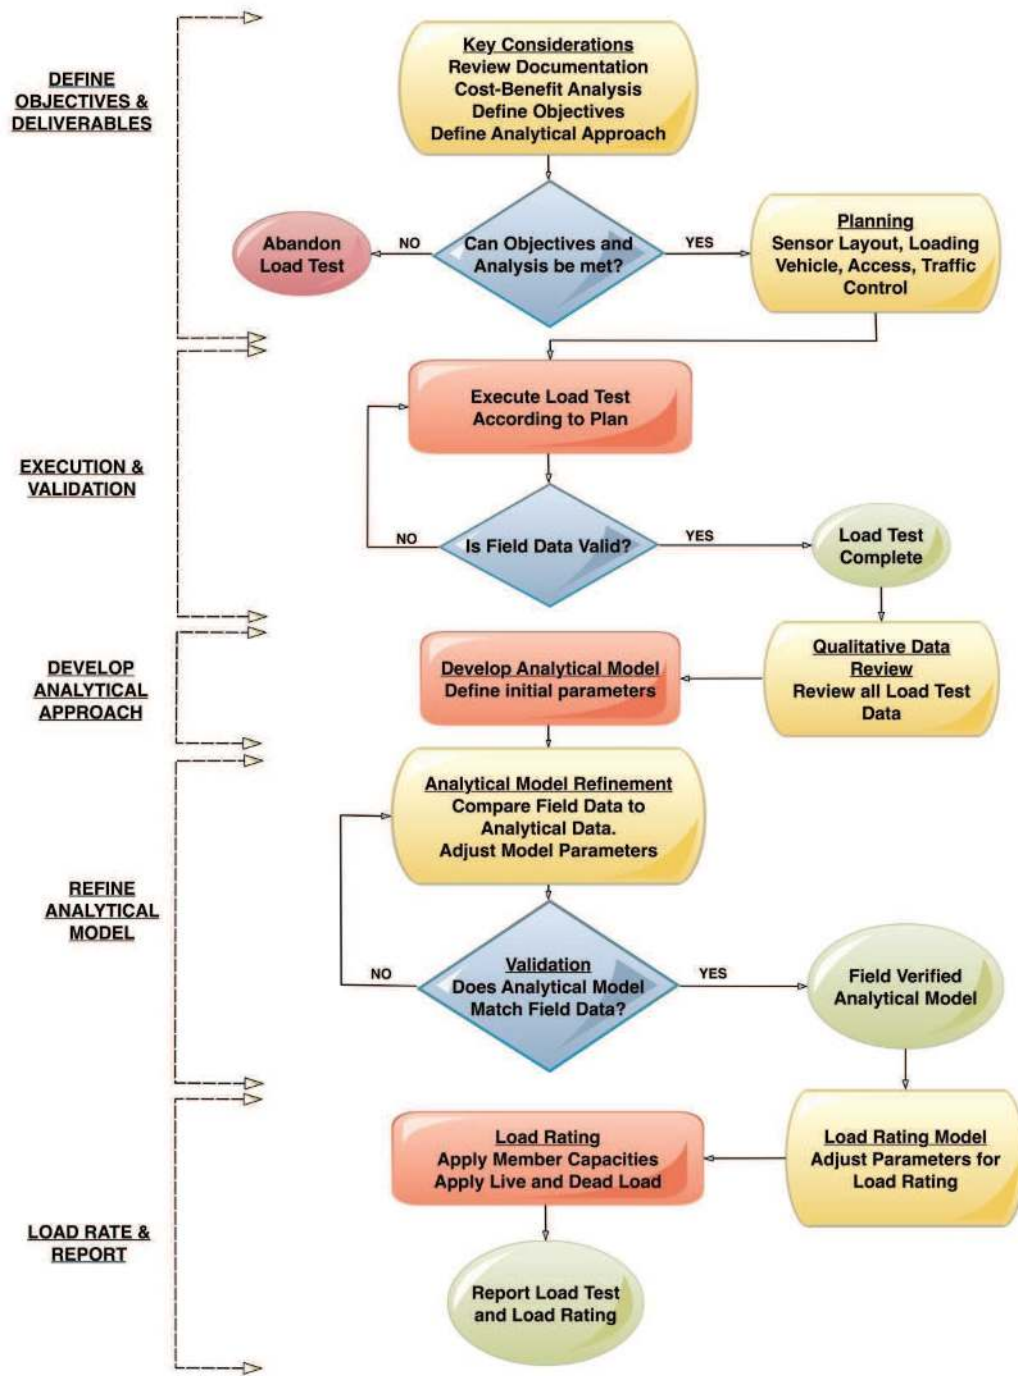 DEFINE
OBJECTIVES &
DELIVERABLES
Key Considerations
Review Documentation
Cost-Benefit Analysis
Define Objectives
Define Analytical Approach
Abandon
Load Test
NO
Can Objectives and
Analysis be met?
YES
Planning
Sensor Layout, Loading
Vehicle, Access, Traffic
Control
EXECUTION &
VALIDATION
Execute Load Test
According to Plan
NO
Is Field Data Valid?
YES
Load Test
Complete
DEVELOP
ANALYTICAL
APPROACH
Develop Analytical Model
Define initial parameters
Qualitative Data
Review
Review all Load Test
Data
REFINE
ANALYTICAL
MODEL
Analytical Model Refinement
Compare Field Data to
Analytical Data.
Adjust Model Parameters
NO
Validation
Does Analytical Model
Match Field Data?
YES
Field Verified
Analytical Model
LOAD RATE &
REPORT
Load Rating
Apply Member Capacities
Apply Live and Dead Load
Load Rating Model
Adjust Parameters for
Load Rating
Report Load Test
and Load Rating